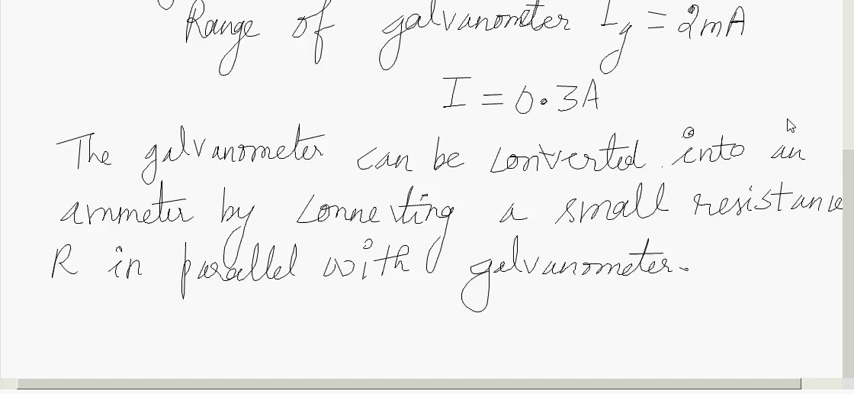 Range of galvanometer Ig = 2mA
I = 0.3A
The galvanometer can be converted into an
ammeter by connecting a small resistance
R in parallel with galvanometer.